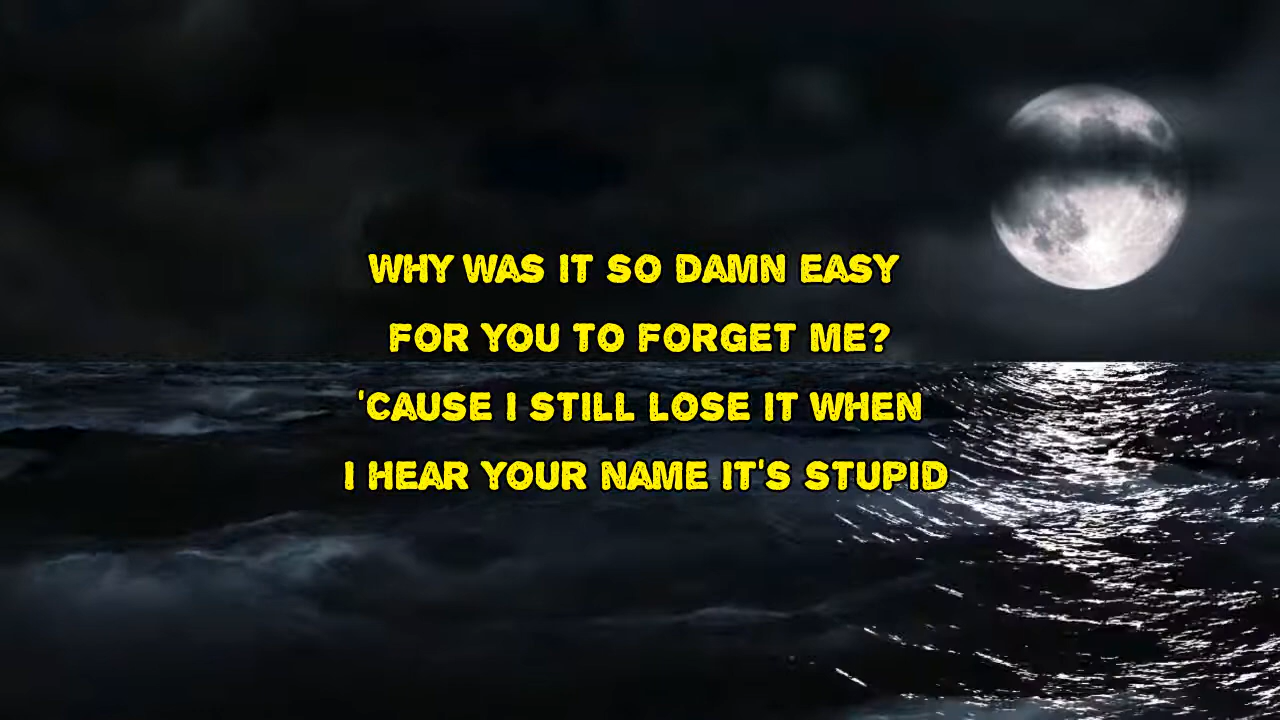 WHY WAS IT SO DAMN EASY
FOR YOU TO FORGET ME?
'CAUSE I STILL LOSE IT WHEN
I HEAR YOUR NAME IT'S STUPID